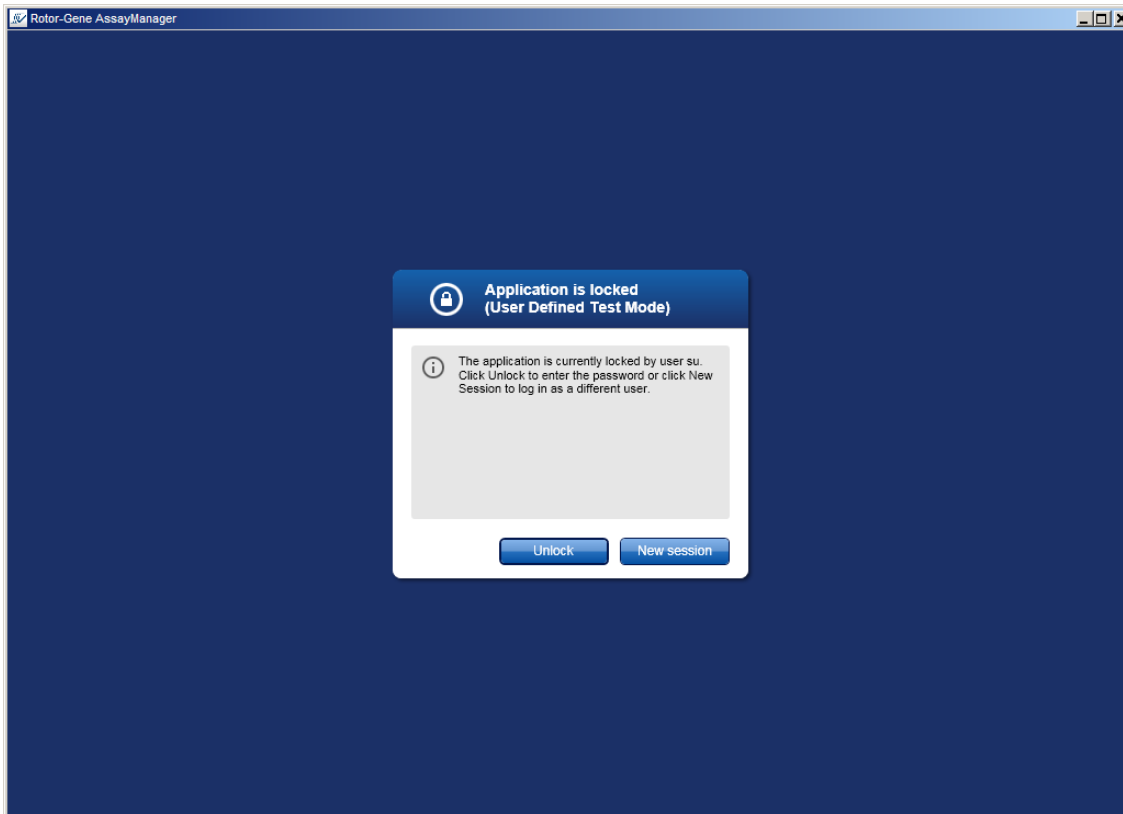 Rotor-Gene AssayManager
Application is locked
(User Defined Test Mode)
The application is currently locked by user su.
Click Unlock to enter the password or click New
Session to log in as a different user.
Unlock
New session